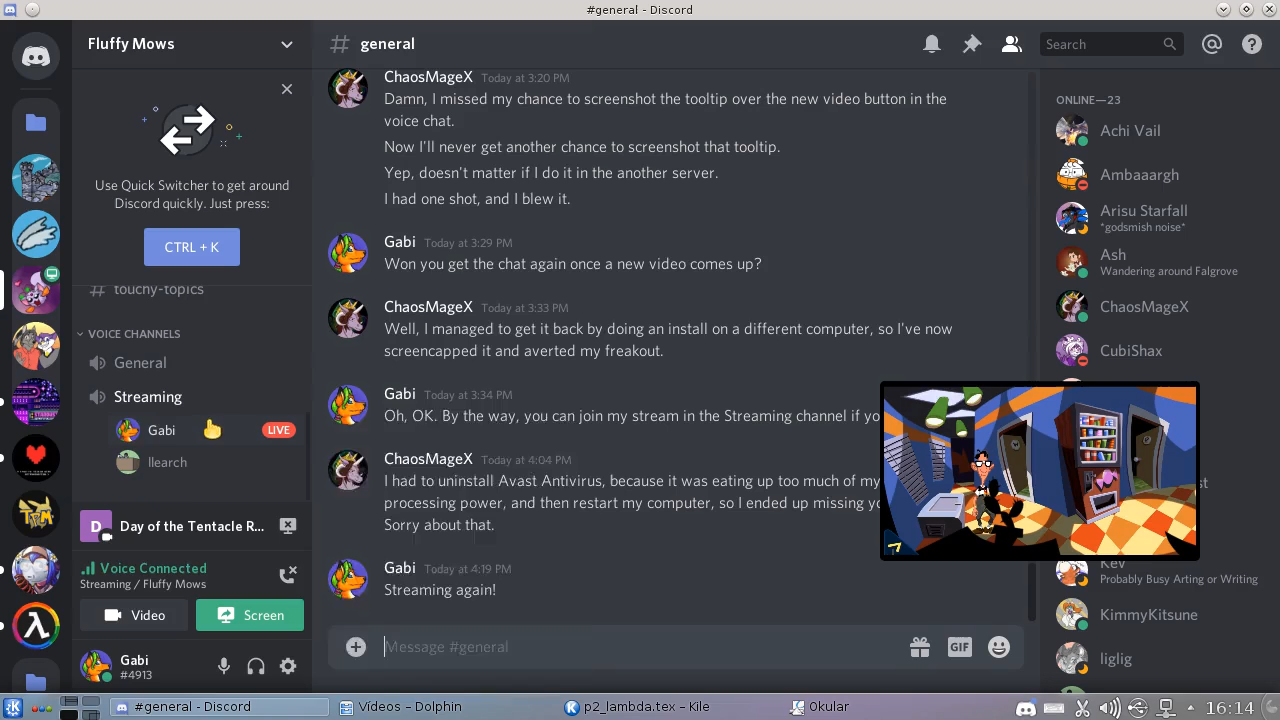 #general - Discord
Fluffy Mows
Use Quick Switcher to get around
Discord quickly. Just press:
CTRL + K
touchy-topics
VOICE CHANNELS
General
Streaming
Gabi
LIVE
llearch
D
Day of the Tentacle R...
Voice Connected
Streaming / Fluffy Mows
Video
Screen
Gabi
#4913
# general
Search
ChaosMageX Today at 3:20 PM
Damn, I missed my chance to screenshot the tooltip over the new video button in the
voice chat.
Now I'll never get another chance to screenshot that tooltip.
Yep, doesn't matter if I do it in the another server.
I had one shot, and I blew it.
Gabi Today at 3:29 PM
Won you get the chat again once a new video comes up?
ChaosMageX Today at 3:33 PM
Well, I managed to get it back by doing an install on a different computer, so I've now
screencapped it and averted my freakout.
Gabi Today at 3:34 PM
Oh, OK. By the way, you can join my stream in the Streaming channel if yo
ChaosMageX Today at 4:04 PM
I had to uninstall Avast Antivirus, because it was eating up too much of my
processing power, and then restart my computer, so I ended up missing yo
Sorry about that.
Gabi Today at 4:19 PM
Streaming again!
Message #general
GIF
ONLINE—23
Achi Vail
Ambaaargh
Arisu Starfall
*godsmish noise*
Ash
Wandering around Falgrove
ChaosMageX
CubiShax
Kev
Probably Busy Arting or Writing
KimmyKitsune
liglig
#general - Discord
Vídeos – Dolphin
p2_lambda.tex – Kile
Okular
16:14